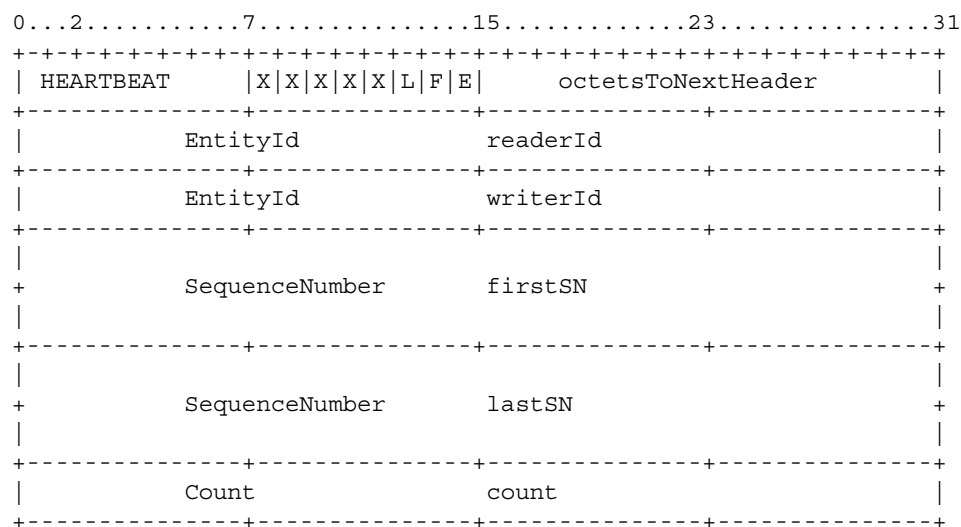 0...2...........7...............15.............23...............31
+-+-+-+-+-+-+-+-+-+-+-+-+-+-+-+-+-+-+-+-+-+-+-+-+-+-+-+-+-+-+-+-+
| HEARTBEAT     |X|X|X|X|X|L|F|E|     octetsToNextHeader        |
+---------------+---------------+---------------+---------------+
|           EntityId             readerId                       |
+---------------+---------------+---------------+---------------+
|           EntityId             writerId                       |
+---------------+---------------+---------------+---------------+
|                                                               |
+           SequenceNumber       firstSN                        +
|                                                               |
+---------------+---------------+---------------+---------------+
|                                                               |
+           SequenceNumber       lastSN                         +
|                                                               |
+---------------+---------------+---------------+---------------+
|           Count                count                          |
+---------------+---------------+---------------+---------------+